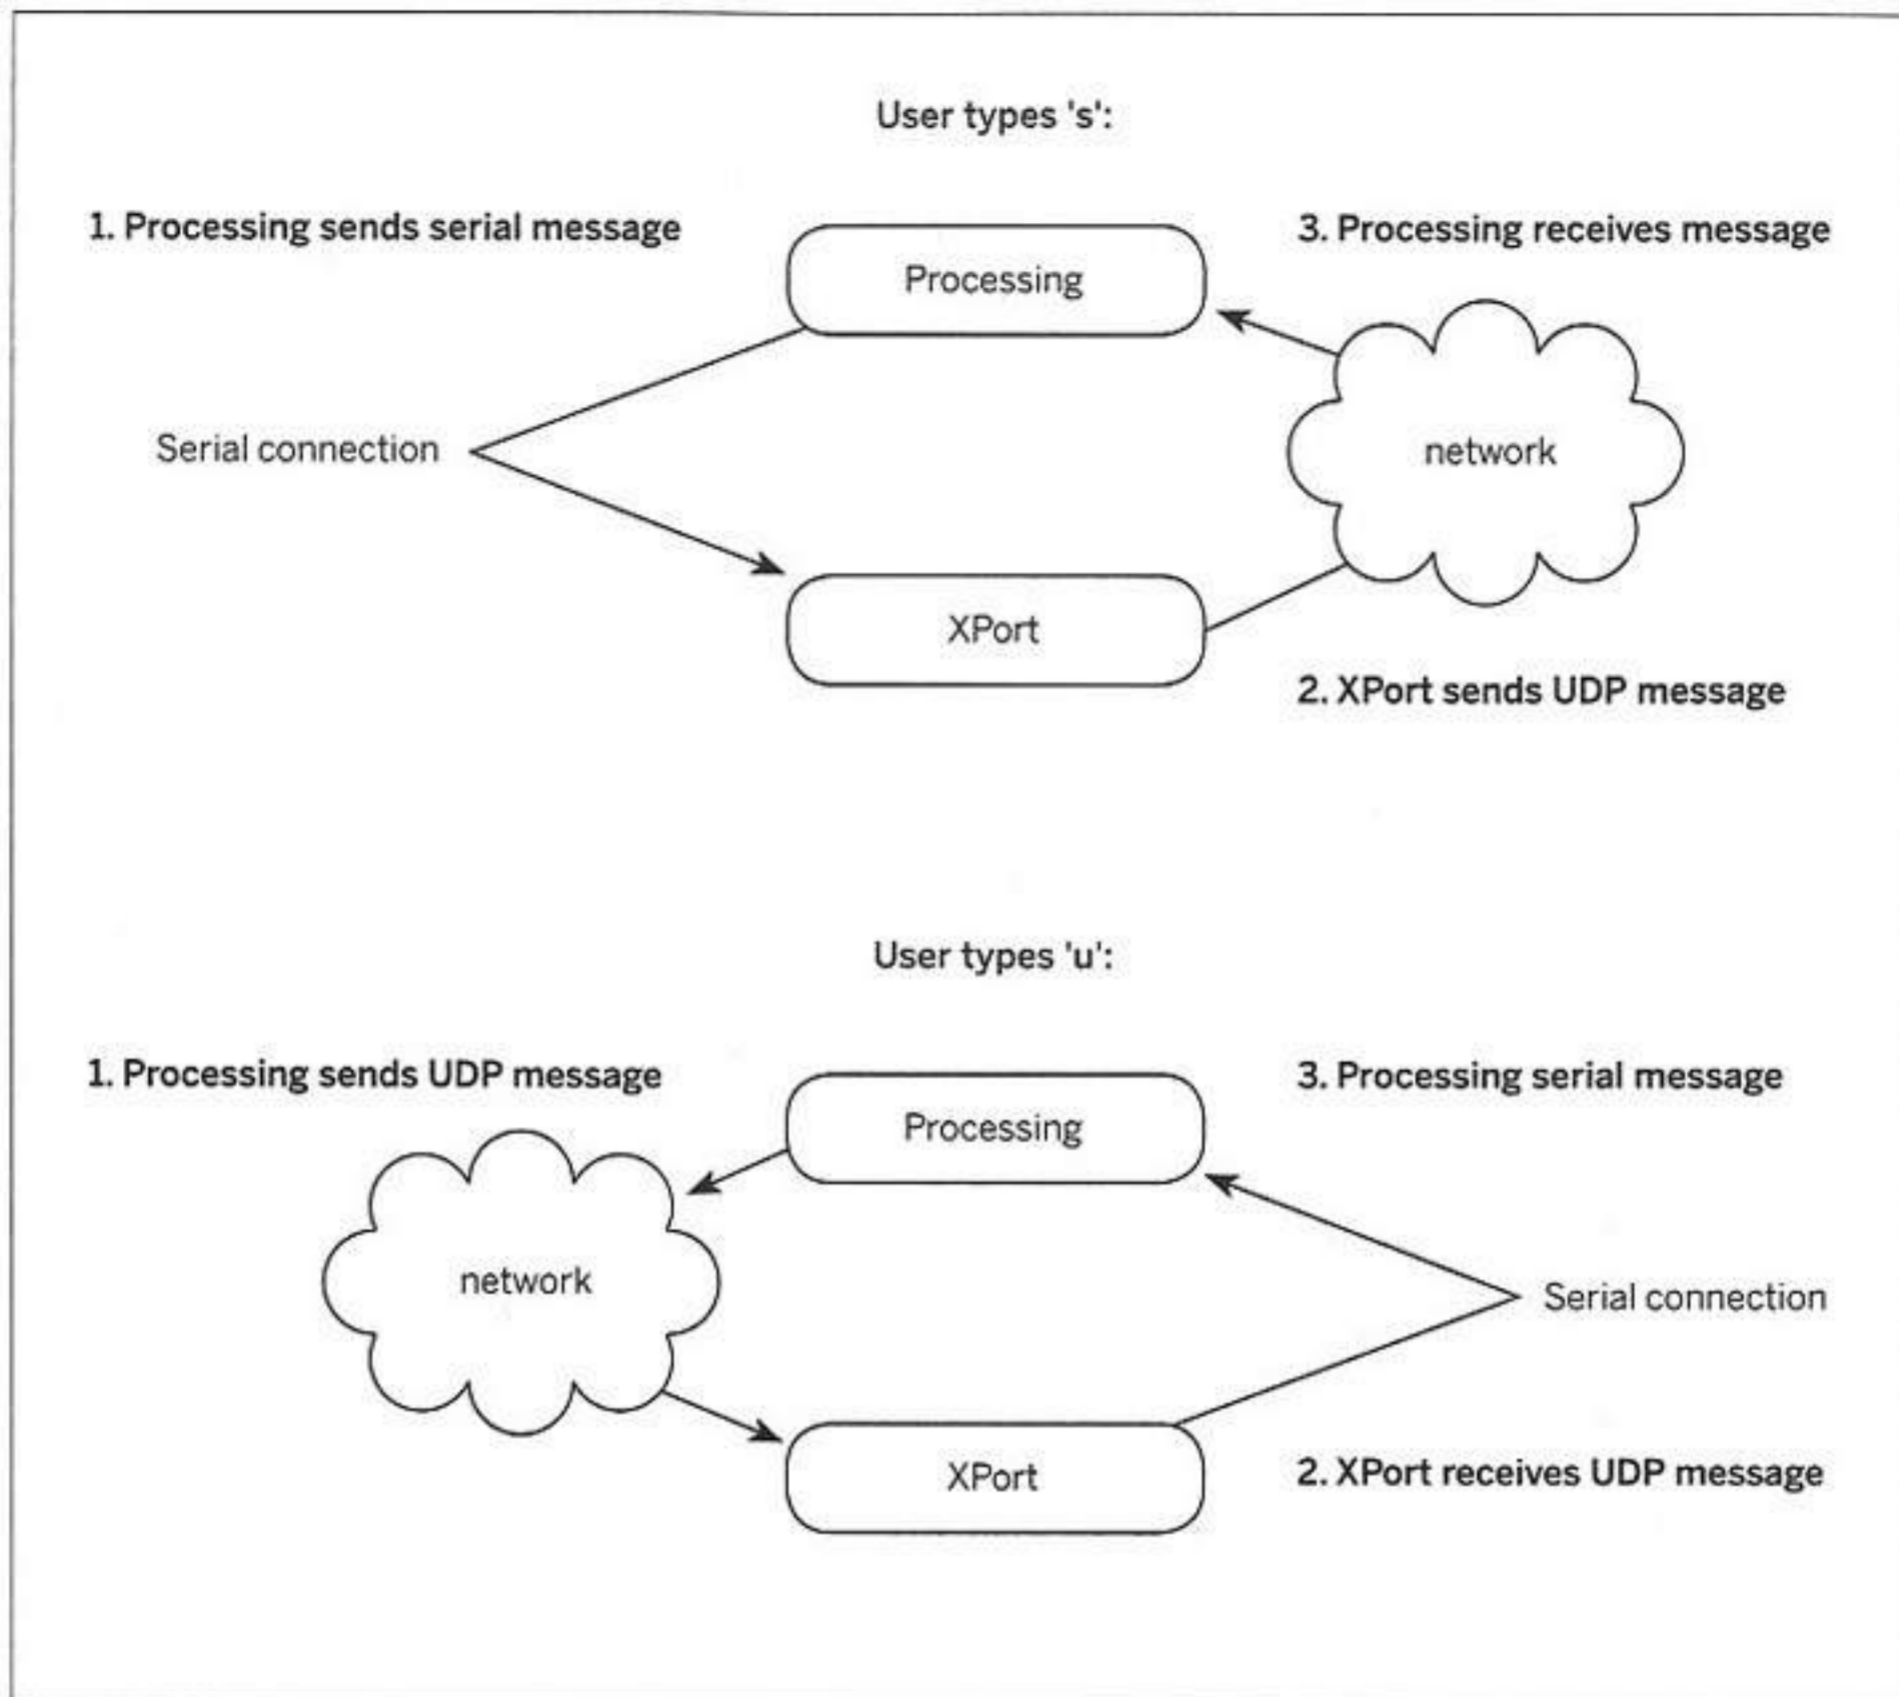 User types 's':
1. Processing sends serial message
3. Processing receives message
Processing
Serial connection
network
XPort
2. XPort sends UDP message
User types 'u':
1. Processing sends UDP message
3. Processing serial message
Processing
network
Serial connection
XPort
2. XPort receives UDP message